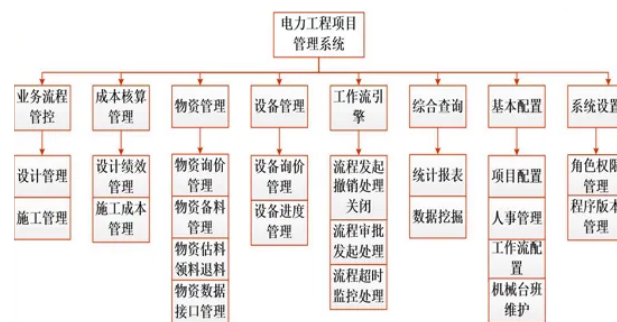 电力工程项目
管理系统
业务流程
管控
成本核算
管理
物资管理
设备管理
工作流引
擎
综合查询
基本配置
系统设置
设计管理
施工管理
设计绩效
管理
施工成本
管理
物资询价
管理
物资备料
管理
物资估料
领料退料
物资数据
接口管理
设备询价
管理
设备进度
管理
流程发起
撤销处理
关闭
流程审批
发起处理
流程超时
监控处理
统计报表
数据挖掘
项目配置
人事管理
工作流配
置
机械台班
维护
角色权限
管理
程序版本
管理